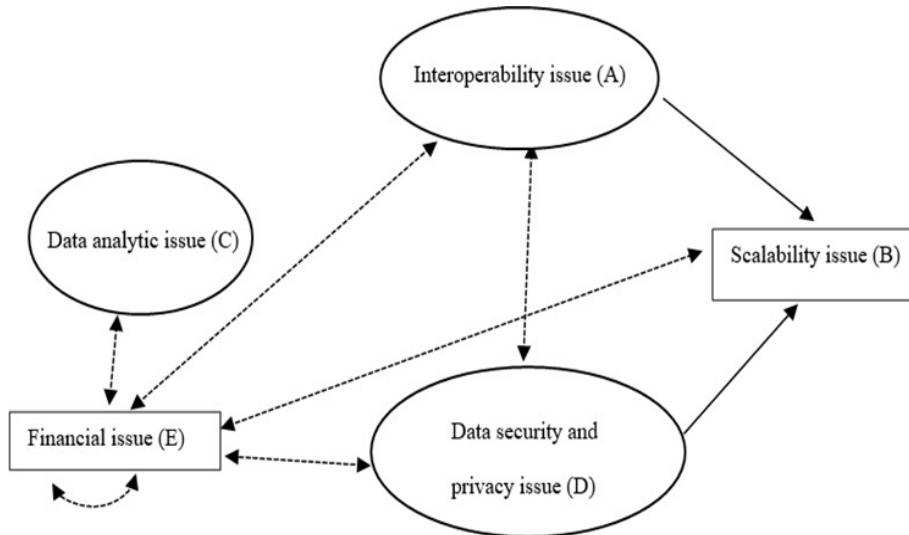 Interoperability issue (A)
Data analytic issue (C)
Scalability issue (B)
Financial issue (E)
Data security and
privacy issue (D)